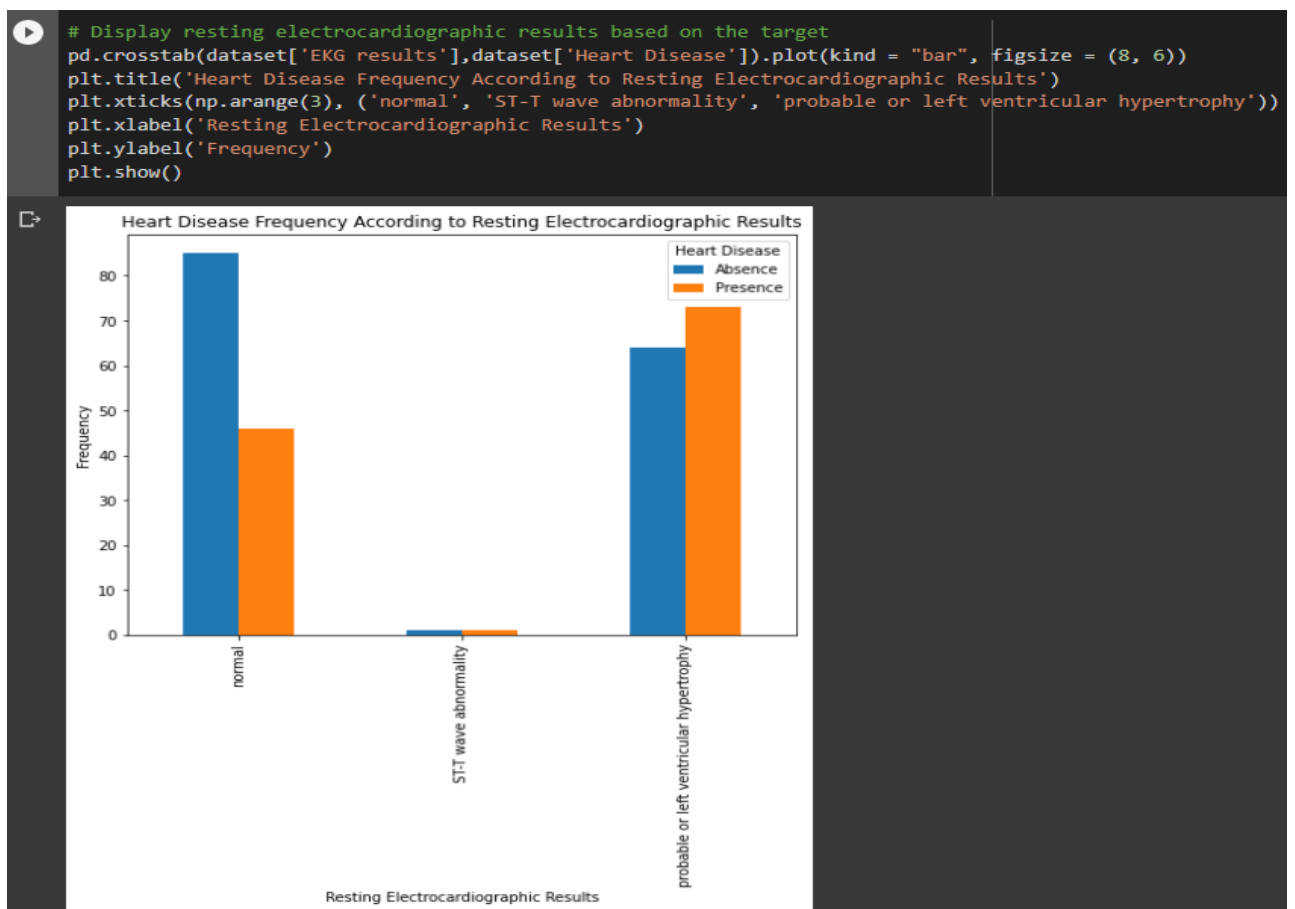 # Display resting electrocardiographic results based on the target
pd.crosstab(dataset['EKG results'],dataset['Heart Disease']).plot(kind = "bar", figsize = (8, 6))
plt.title('Heart Disease Frequency According to Resting Electrocardiographic Results')
plt.xticks(np.arange(3), ('normal', 'ST-T wave abnormality', 'probable or left ventricular hypertrophy'))
plt.xlabel('Resting Electrocardiographic Results')
plt.ylabel('Frequency')
plt.show()
Heart Disease Frequency According to Resting Electrocardiographic Results
Heart Disease
Absence
Presence
80
70
60
50
40
30
20
10
0
Frequency
normal
ST-T wave abnormality
probable or left ventricular hypertrophy
Resting Electrocardiographic Results